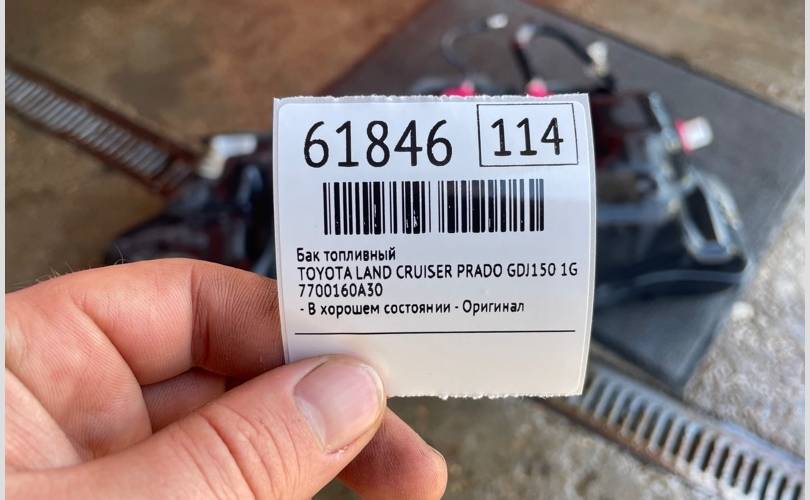 61846 114
Бак топливный
TOYOTA LAND CRUISER PRADO GDJ150 1G
7700160A30
- В хорошем состоянии - Оригинал